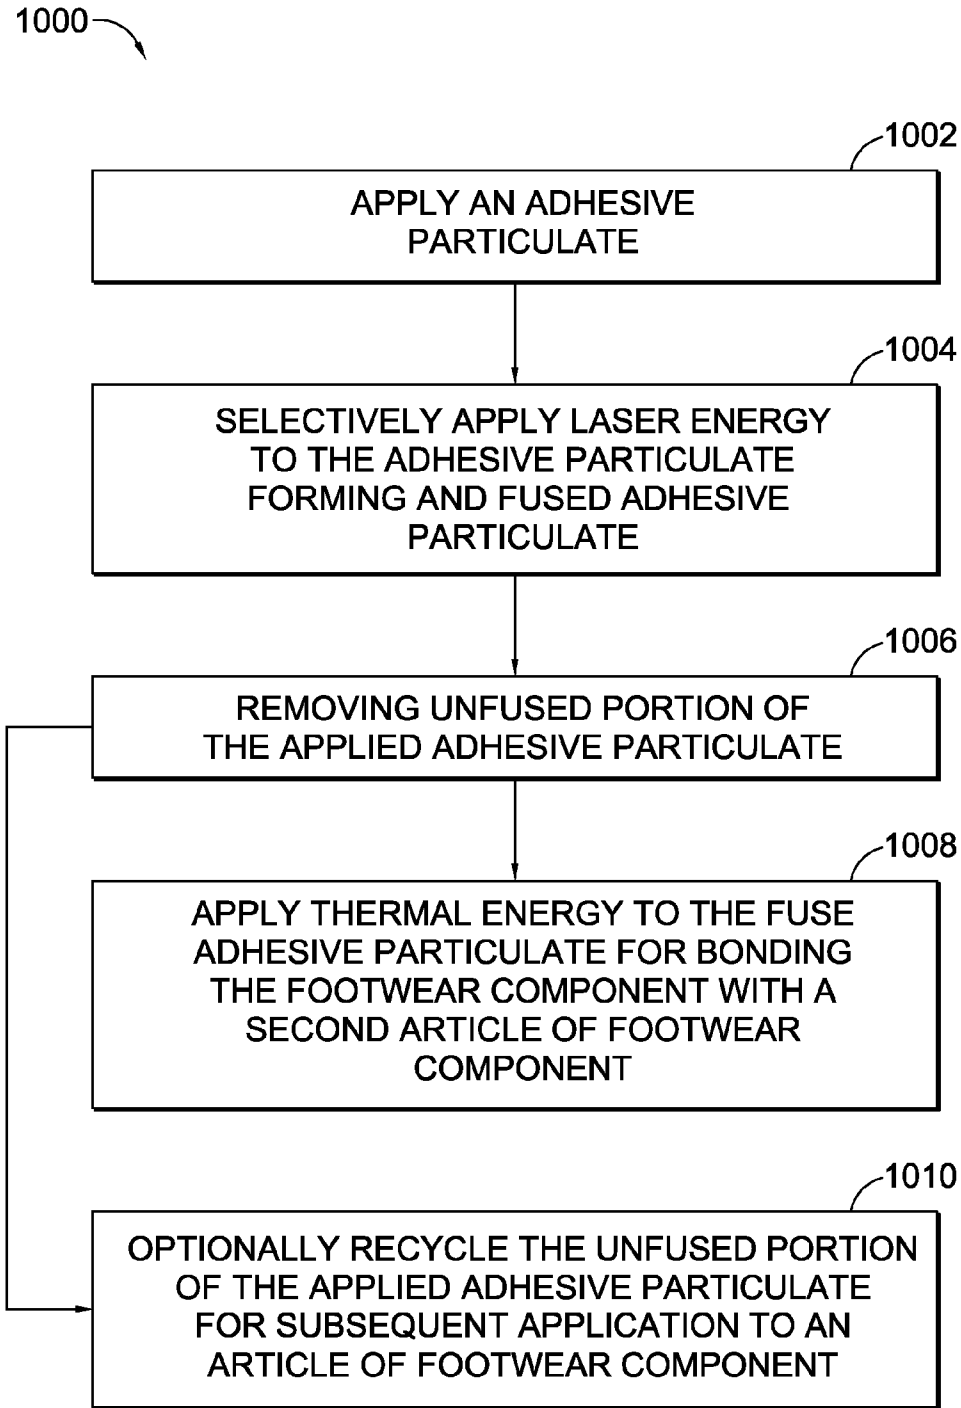 1000
1002
APPLY AN ADHESIVE
PARTICULATE
1004
SELECTIVELY APPLY LASER ENERGY
TO THE ADHESIVE PARTICULATE
FORMING AND FUSED ADHESIVE
PARTICULATE
1006
REMOVING UNFUSED PORTION OF
THE APPLIED ADHESIVE PARTICULATE
1008
APPLY THERMAL ENERGY TO THE FUSE
ADHESIVE PARTICULATE FOR BONDING
THE FOOTWEAR COMPONENT WITH A
SECOND ARTICLE OF FOOTWEAR
COMPONENT
1010
OPTIONALLY RECYCLE THE UNFUSED PORTION
OF THE APPLIED ADHESIVE PARTICULATE
FOR SUBSEQUENT APPLICATION TO AN
ARTICLE OF FOOTWEAR COMPONENT